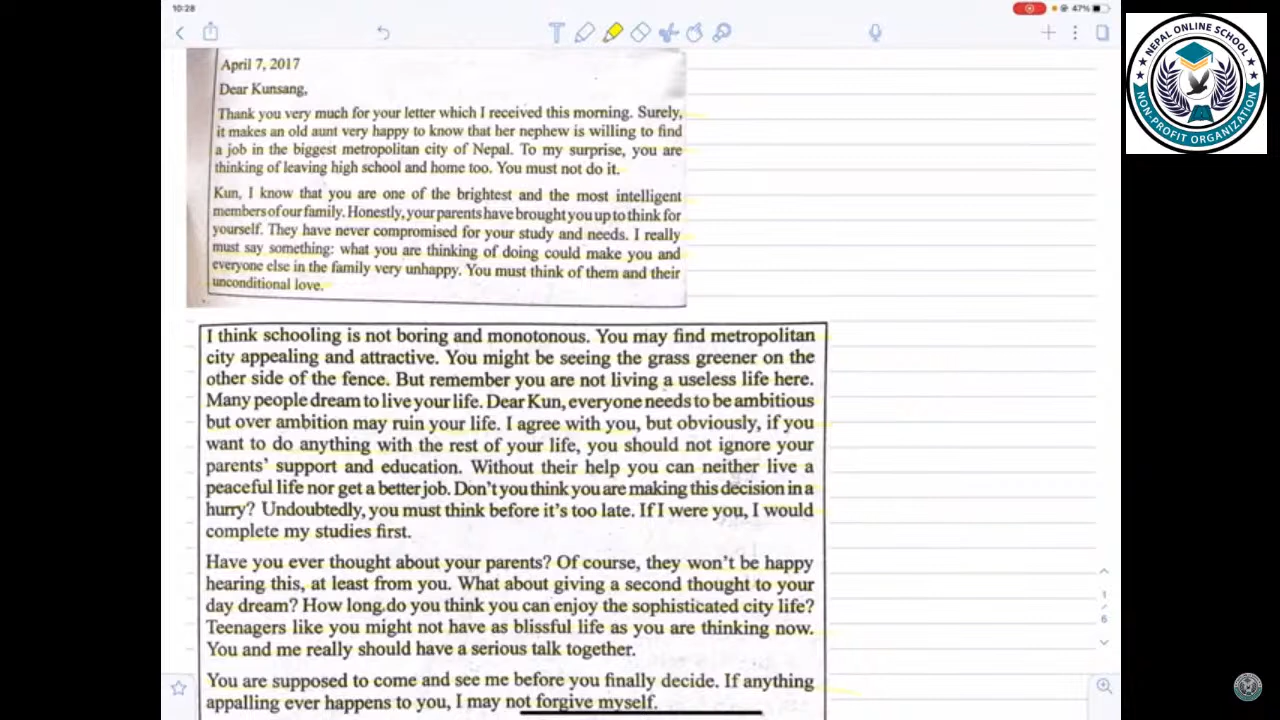 10:28
47%
NEPAL ONLINE SCHOOL
NON-PROFIT ORGANIZATION
April 7, 2017
Dear Kunsang,
Thank you very much for your letter which I received this morning. Surely,
it makes an old aunt very happy to know that her nephew is willing to find
a job in the biggest metropolitan city of Nepal. To my surprise, you are
thinking of leaving high school and home too. You must not do it.
Kun, I know that you are one of the brightest and the most intelligent
members of our family. Honestly, your parents have brought you up to think for
yourself. They have never compromised for your study and needs. I really
must say something: what you are thinking of doing could make you and
everyone else in the family very unhappy. You must think of them and their
unconditional love.
I think schooling is not boring and monotonous. You may find metropolitan
city appealing and attractive. You might be seeing the grass greener on the
other side of the fence. But remember you are not living a useless life here.
Many people dream to live your life. Dear Kun, everyone needs to be ambitious
but over ambition may ruin your life. I agree with you, but obviously, if you
want to do anything with the rest of your life, you should not ignore your
parents' support and education. Without their help you can neither live a
peaceful life nor get a better job. Don't you think you are making this decision in a
hurry? Undoubtedly, you must think before it's too late. If I were you, I would
complete my studies first.
Have you ever thought about your parents? Of course, they won't be happy
hearing this, at least from you. What about giving a second thought to your
day dream? How long do you think you can enjoy the sophisticated city life?
Teenagers like you might not have as blissful life as you are thinking now.
You and me really should have a serious talk together.
You are supposed to come and see me before you finally decide. If anything
appalling ever happens to you, I may not forgive myself.
1
/
6